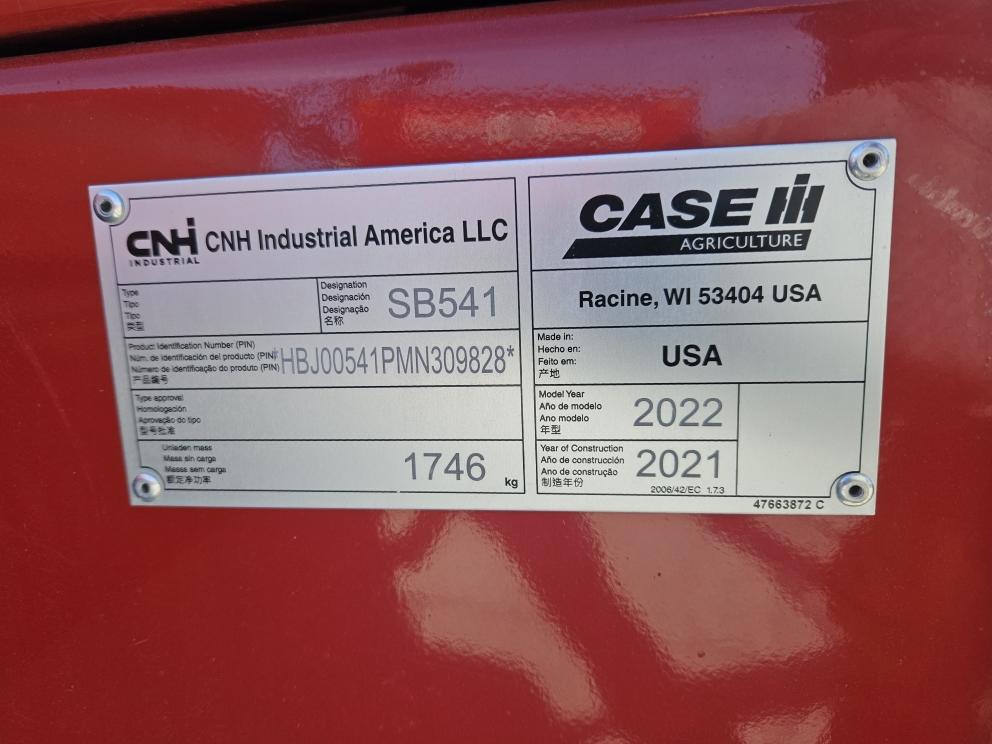 CNH
INDUSTRIAL
CNH Industrial America LLC
Type
Tipo
Tipo
类型
Designation
Designación
Designação
名称
SB541
Product Identification Number (PIN)
Núm. de identificación del producto (PIN)
Número de identificação do produto (PIN)
产品编号
*HBJ00541PMN309828*
Type approval
Homologación
Aprovação do tipo
型号批准
Unladen mass
Masa sin carga
Massa sem carga
额定净功率
1746
kg
CASE IH
AGRICULTURE
Racine, WI 53404 USA
Made in:
Hecho en:
Feito em:
产地
USA
Model Year
Año de modelo
Ano modelo
年型
2022
Year of Construction
Año de construcción
Ano de construção
制造年份
2021
2006/42/EC 1.7.3
47663872 C